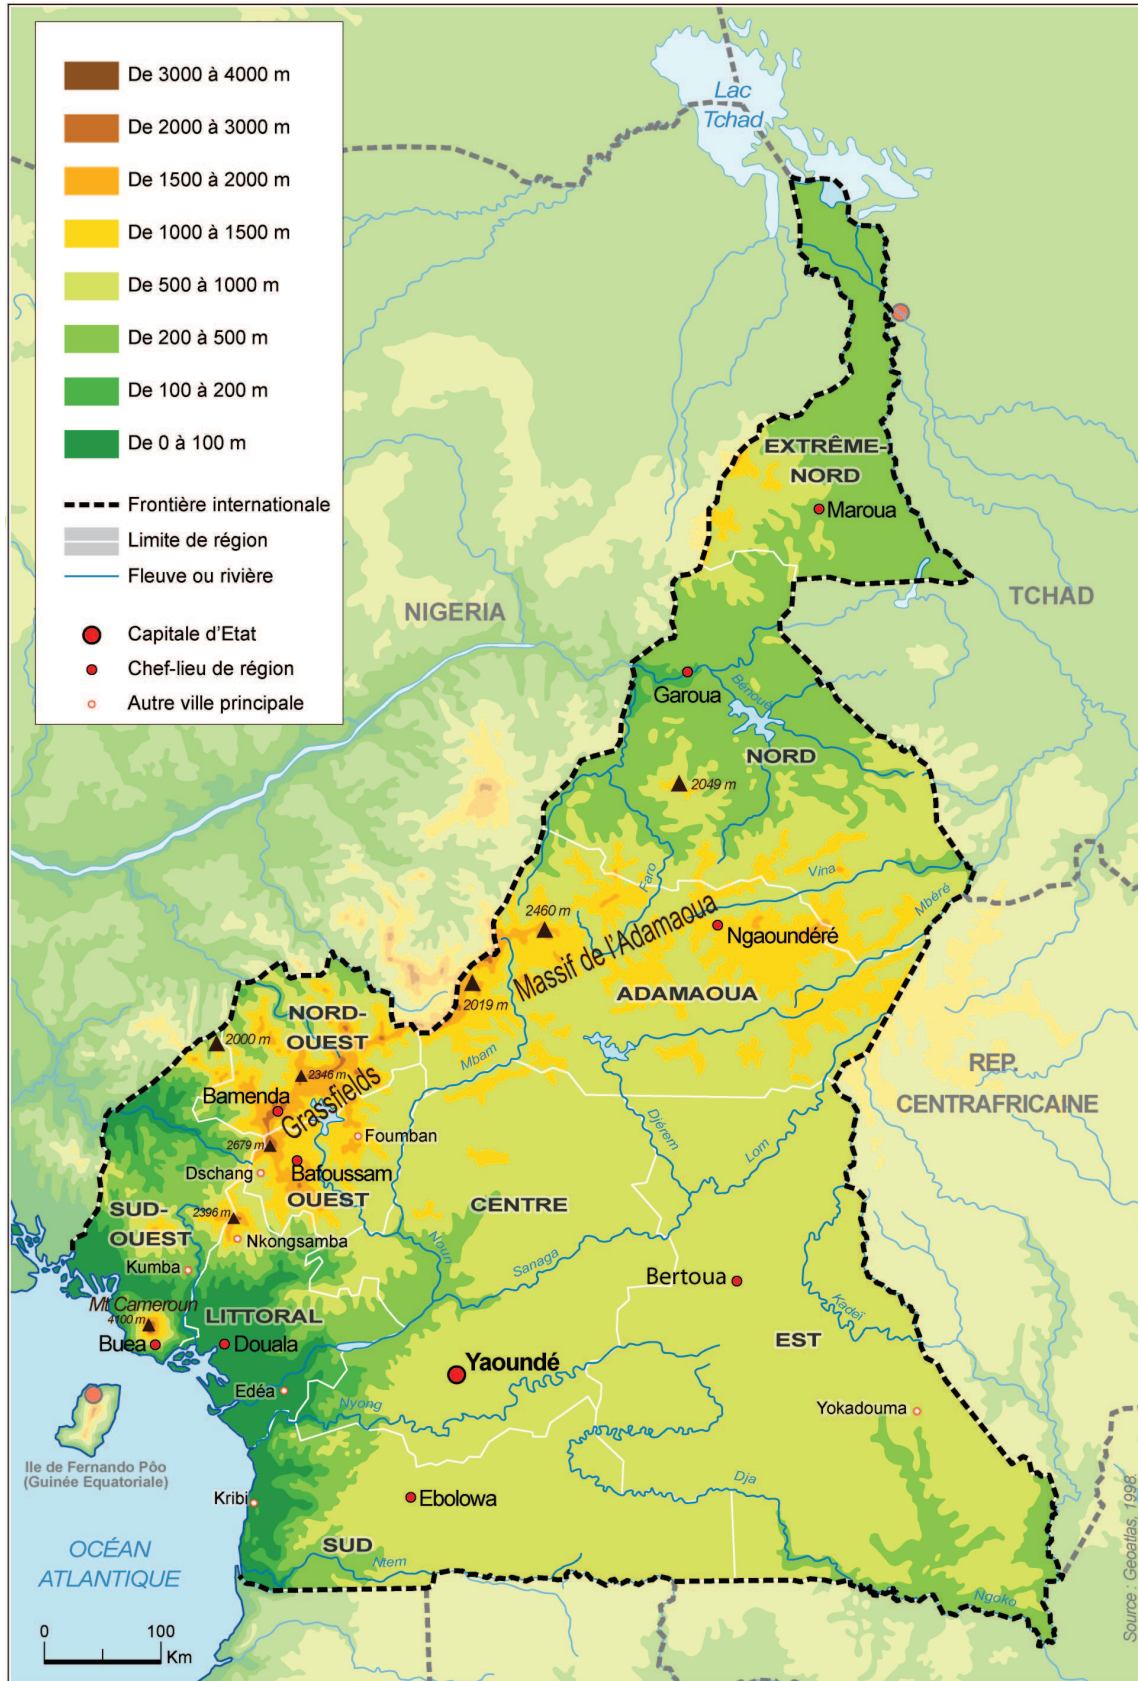 De 3000 à 4000 m
De 2000 à 3000 m
De 1500 à 2000 m
De 1000 à 1500 m
De 500 à 1000 m
De 200 à 500 m
De 100 à 200 m
De 0 à 100 m
Frontière internationale
Limite de région
Fleuve ou rivière
Capitale d'Etat
Chef-lieu de région
Autre ville principale
Lac
Tchad
EXTRÊME-
NORD
Maroua
NIGERIA
TCHAD
Garoua
Bénoué
NORD
2049 m
Faro
Vina
Mbéré
2460 m
Massif de l'Adamaoua
Ngaoundéré
2019 m
ADAMAOUA
NORD-
OUEST
2000 m
Mbam
2346 m
REP.
CENTRAFRICAINE
Bamenda
Grassfields
Foumban
Djérem
Lom
2679 m
Dschang
Bafoussam
OUEST
CENTRE
SUD-
OUEST
2396 m
Nkongsamba
Noun
Sanaga
Kumba
Bertoua
Kadeï
Mt Cameroun
4100 m
LITTORAL
Buea
Douala
EST
Yaoundé
Edéa
Nyong
Yokadouma
Ile de Fernando Pôo
(Guinée Equatoriale)
Kribi
Ebolowa
Dja
SUD
Ntem
Ngoko
OCÉAN
ATLANTIQUE
0 100
Km
Source : Geoatlas, 1998.